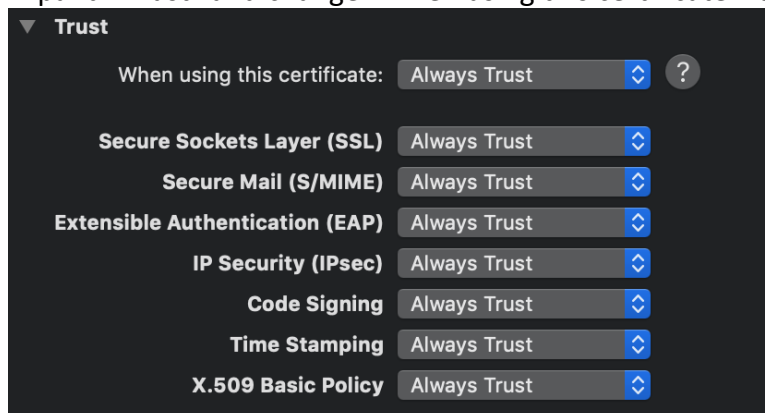 Trust
When using this certificate: Always Trust ?
Secure Sockets Layer (SSL) Always Trust
Secure Mail (S/MIME) Always Trust
Extensible Authentication (EAP) Always Trust
IP Security (IPsec) Always Trust
Code Signing Always Trust
Time Stamping Always Trust
X.509 Basic Policy Always Trust